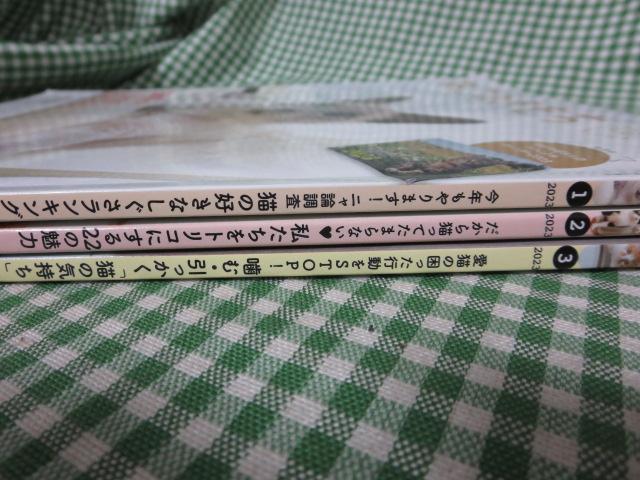 2023 1 今年もやります！ニャ論調査 猫の好きなしぐさランキング
2023 2 だから猫ってたまらない♥ 私たちをトリコにする22の魅力
2023 3 愛猫の困った行動をSTOP！ 噛む・引っかく「猫の気持ち」